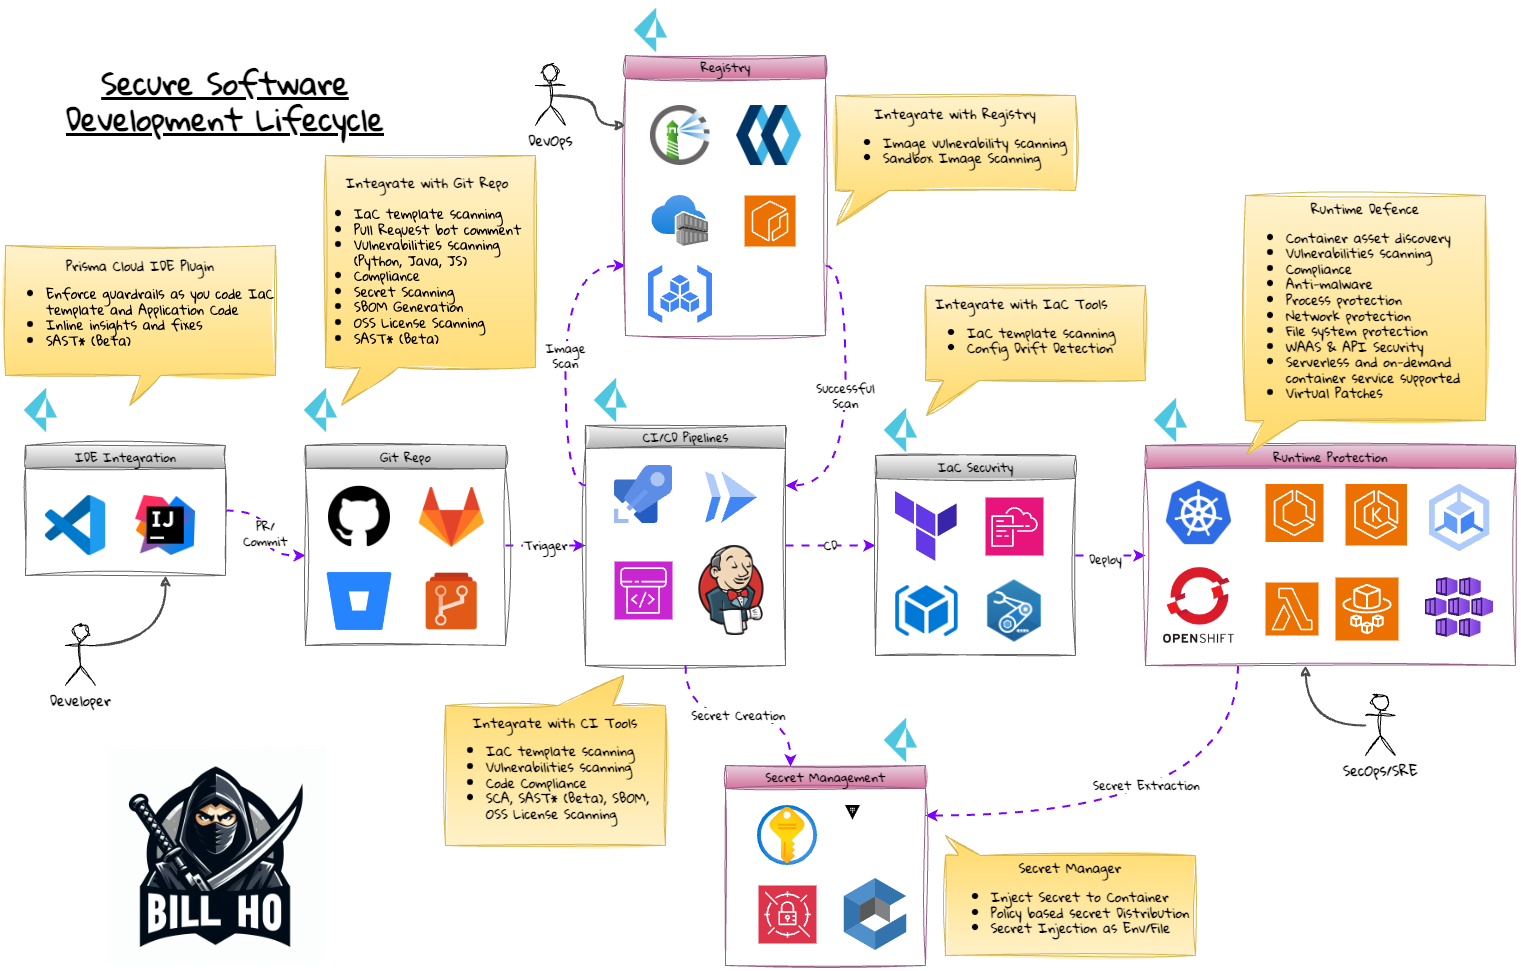 Secure Software
Development Lifecycle
Registry
DevOps
Integrate with Registry
Image vulnerability scanning
Sandbox Image Scanning
Integrate with Git Repo
IaC template scanning
Pull Request bot comment
Vulnerabilities scanning
(Python, Java, JS)
Compliance
Secret Scanning
SBOM Generation
OSS License Scanning
SAST* (Beta)
Prisma Cloud IDE Plugin
Enforce guardrails as you code IaC
template and Application Code
Inline insights and fixes
SAST* (Beta)
Runtime Defence
Container asset discovery
Vulnerabilities scanning
Compliance
Anti-malware
Process protection
Network protection
File system protection
WAAS & API Security
Serverless and on-demand
container service supported
Virtual Patches
Integrate with IaC Tools
IaC template scanning
Config Drift Detection
Image
Scan
Successful
Scan
IDE Integration
IJ
PR/
Commit
Git Repo
Trigger
CI/CD Pipelines
CD
IaC Security
Deploy
Runtime Protection
K
OPENSHIFT
Developer
Integrate with CI Tools
IaC template scanning
Vulnerabilities scanning
Code Compliance
SCA, SAST* (Beta), SBOM,
OSS License Scanning
Secret Creation
Secret Management
Secret Extraction
SecOps/SRE
Secret Manager
Inject Secret to Container
Policy based secret Distribution
Secret Injection as Env/File
BILL HO